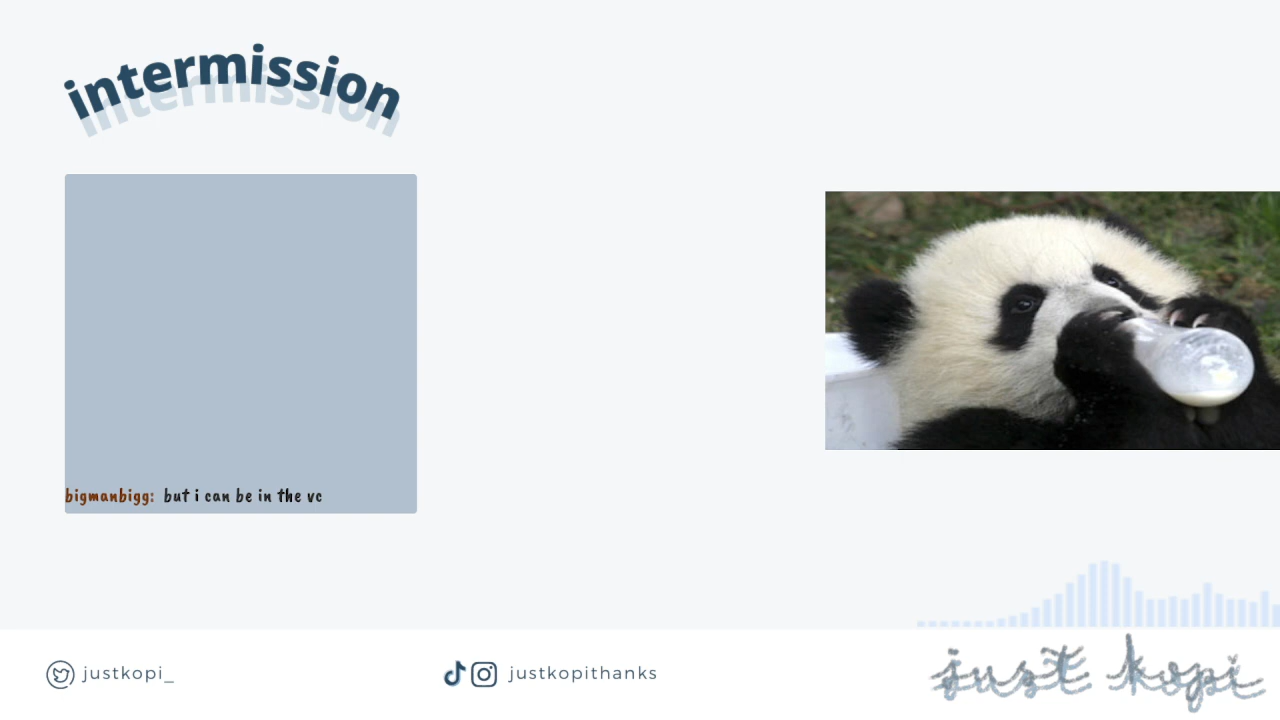 intermission
bigmanbigg: but i can be in the vc
justkopi_
justkopithanks
just kopi